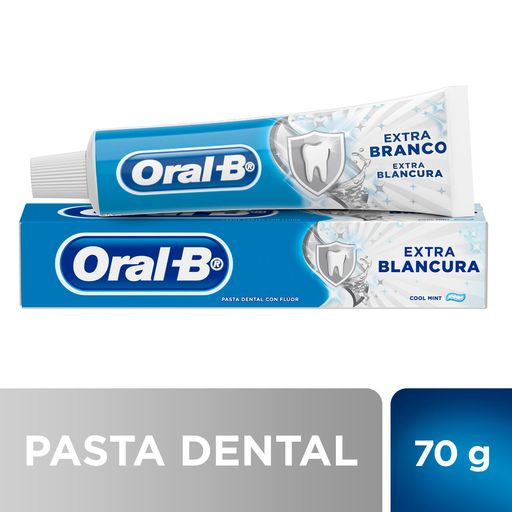 Oral-B®
EXTRA
BRANCO
EXTRA
BLANCURA
Oral-B®
EXTRA
BLANCURA
PASTA DENTAL CON FLUOR
COOL MINT
PASTA DENTAL
70 g